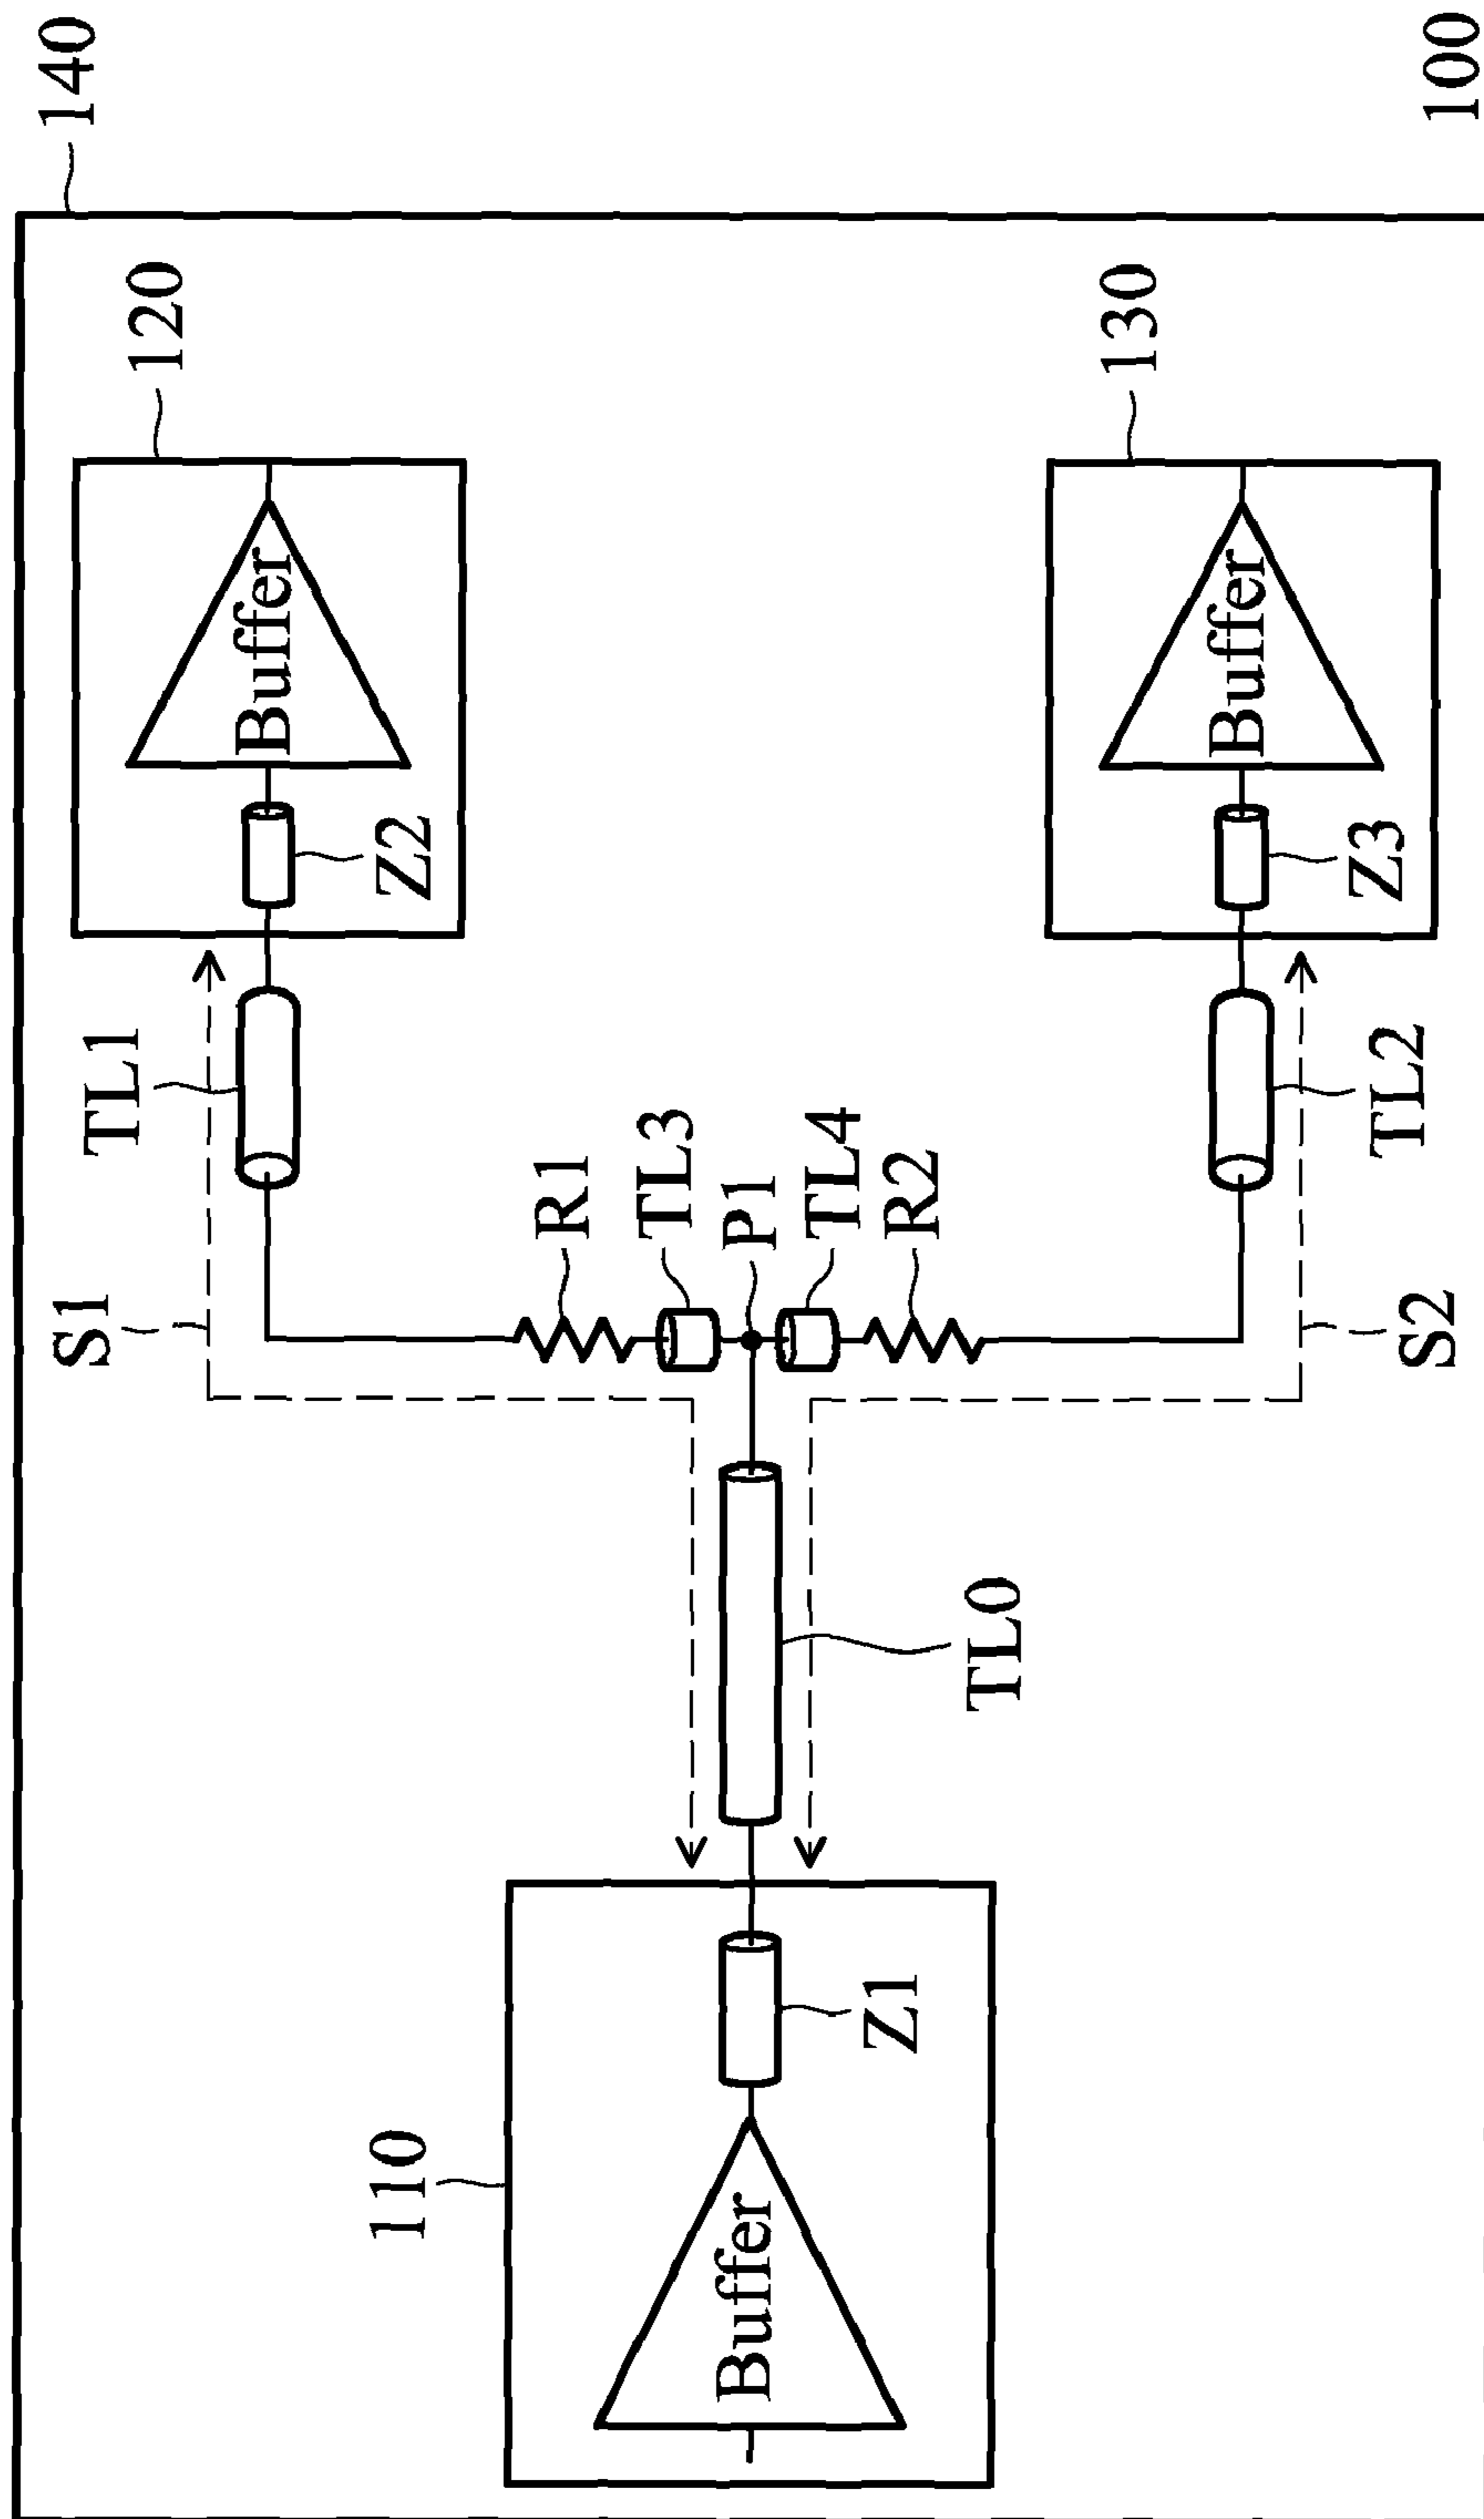 140
100
120
130
Buffer
Buffer
Z2
Z3
TL1
TL2
R1
TL3
P1
TL4
R2
S1
S2
TL0
Z1
110
Buffer